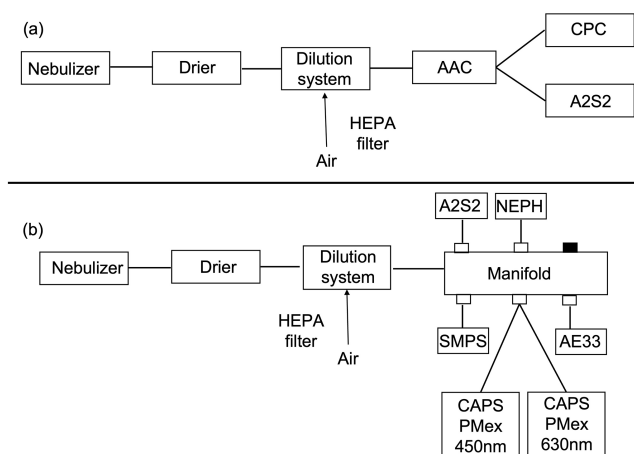 (a)
Nebulizer
Drier
Dilution
system
AAC
CPC
A2S2
HEPA
filter
Air
(b)
A2S2
NEPH
Nebulizer
Drier
Dilution
system
Manifold
HEPA
filter
Air
SMPS
AE33
CAPS
PMex
450nm
CAPS
PMex
630nm